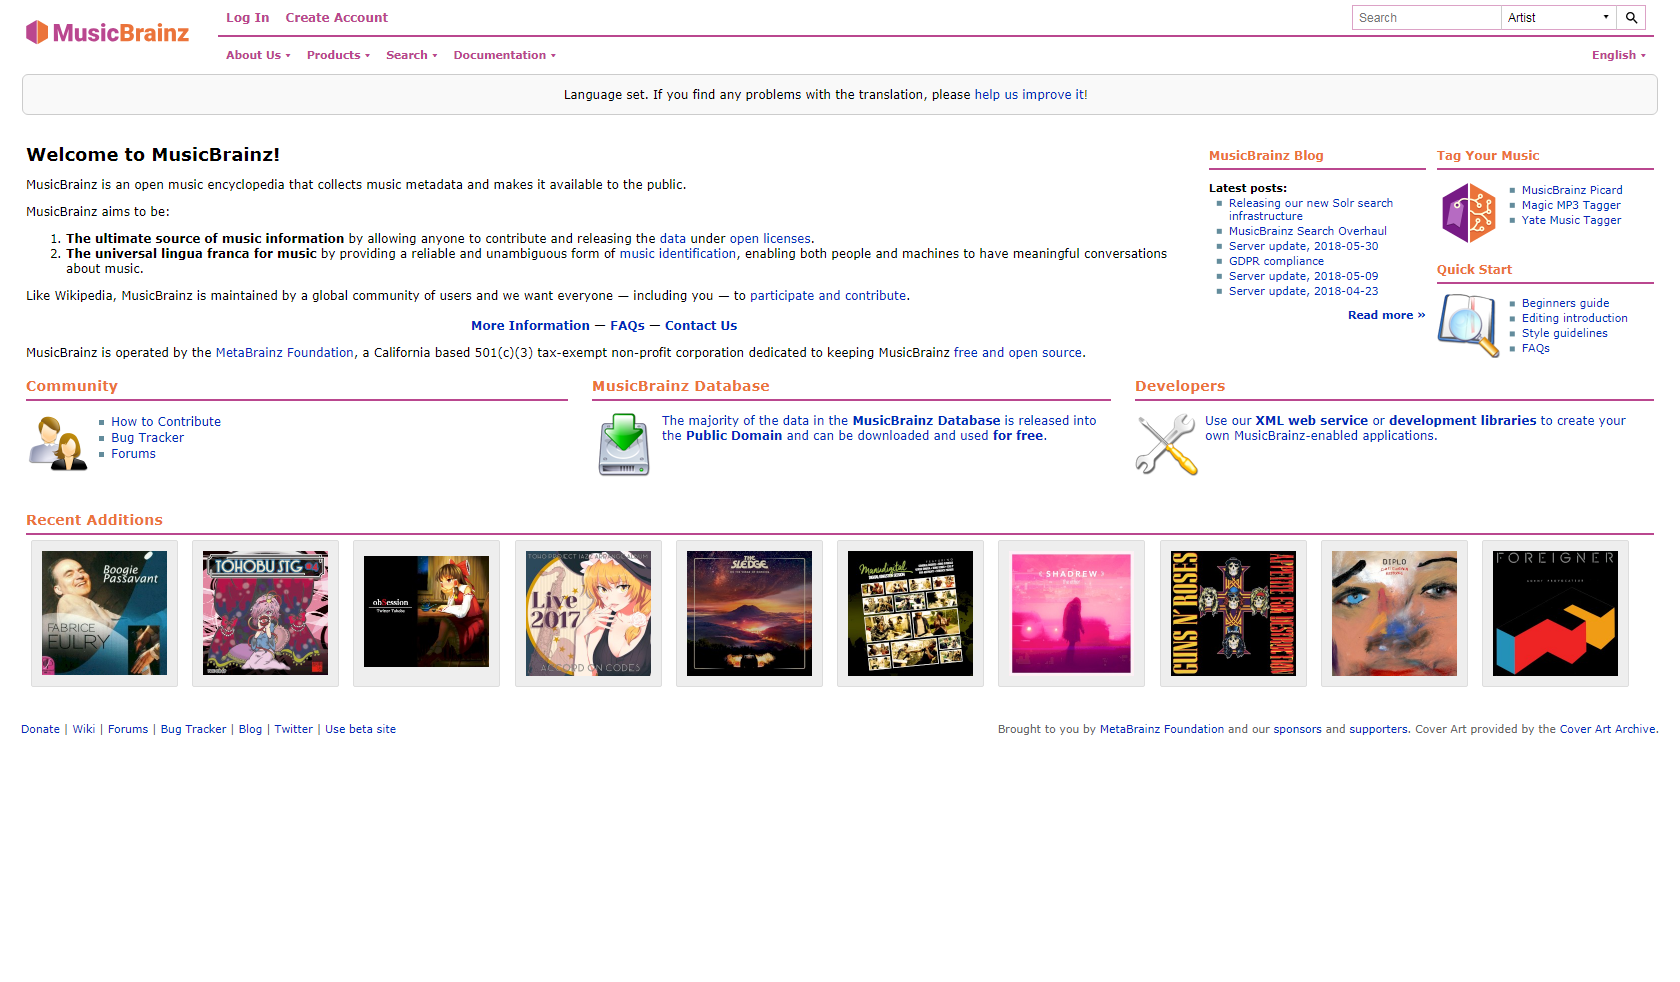 MusicBrainz
Log In Create Account
Search Artist
About Us Products Search Documentation English
Language set. If you find any problems with the translation, please help us improve it!
Welcome to MusicBrainz!
MusicBrainz is an open music encyclopedia that collects music metadata and makes it available to the public.
MusicBrainz aims to be:
1. The ultimate source of music information by allowing anyone to contribute and releasing the data under open licenses.
2. The universal lingua franca for music by providing a reliable and unambiguous form of music identification, enabling both people and machines to have meaningful conversations
about music.
Like Wikipedia, MusicBrainz is maintained by a global community of users and we want everyone — including you — to participate and contribute.
More Information — FAQs — Contact Us
MusicBrainz is operated by the MetaBrainz Foundation, a California based 501(c)(3) tax-exempt non-profit corporation dedicated to keeping MusicBrainz free and open source.
MusicBrainz Blog
Latest posts:
Releasing our new Solr search
infrastructure
MusicBrainz Search Overhaul
Server update, 2018-05-30
GDPR compliance
Server update, 2018-05-09
Server update, 2018-04-23
Read more »
Tag Your Music
MusicBrainz Picard
Magic MP3 Tagger
Yate Music Tagger
Quick Start
Beginners guide
Editing introduction
Style guidelines
FAQs
Community
How to Contribute
Bug Tracker
Forums
MusicBrainz Database
The majority of the data in the MusicBrainz Database is released into
the Public Domain and can be downloaded and used for free.
Developers
Use our XML web service or development libraries to create your
own MusicBrainz-enabled applications.
Recent Additions
Boogie
Passavant
FABRICE
EULRY
TOHOBU STG
obSession
TOHO PROJECT JAZZ ARRANGE ALBUM
Live
2017
ACCORD ON CODES
THE
SLEDGE
Manudigital
SHADREW
GUNS N' ROSES
APPETITE FOR DESTRUCTION
DIPLO
CALIFORNIA
FOREIGNER
Donate | Wiki | Forums | Bug Tracker | Blog | Twitter | Use beta site
Brought to you by MetaBrainz Foundation and our sponsors and supporters. Cover Art provided by the Cover Art Archive.